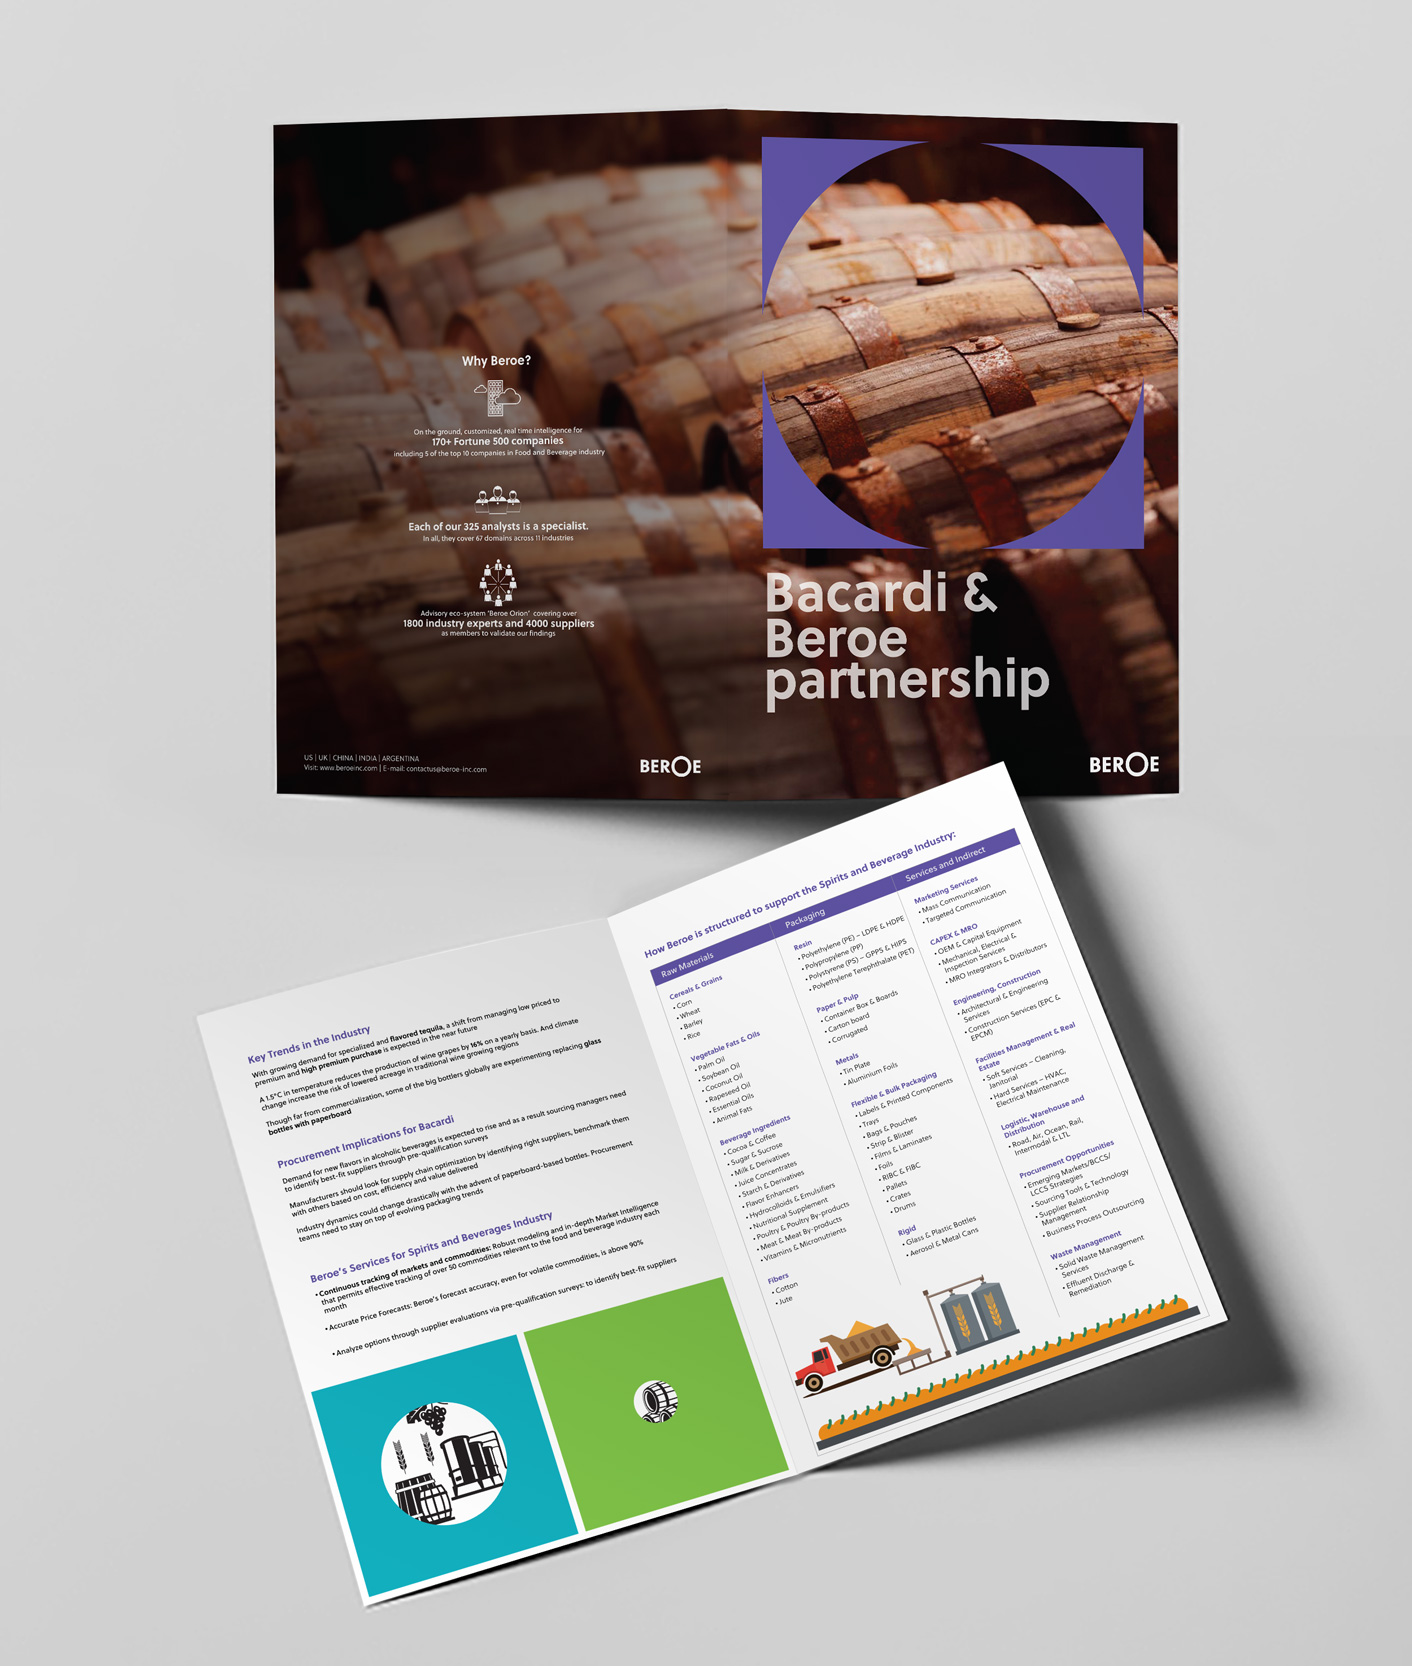 Why Beroe?
On the ground, customized, real time intelligence for
170+ Fortune 500 companies
including 5 of the top 10 companies in Food and Beverage industry
Each of our 325 analysts is a specialist.
In all, they cover 67 domains across 11 industries
Advisory eco-system 'Beroe Orion' covering over
1800 industry experts and 4000 suppliers
as members to validate our findings
US | UK | CHINA | INDIA | ARGENTINA
Visit: www.beroeinc.com | E-mail: contactus@beroe-inc.com
BEROE
Bacardi &
Beroe
partnership
BEROE
Key Trends in the Industry
With growing demand for specialized and flavored tequila, a shift from managing low priced to
premium and high premium purchase is expected in the near future
A 1.5°C in temperature reduces the production of wine grapes by 16% on a yearly basis. And climate
change increase the risk of lowered acreage in traditional wine growing regions
Though far from commercialization, some of the big bottlers globally are experimenting replacing glass
bottles with paperboard
Procurement Implications for Bacardi
Demand for new flavors in alcoholic beverages is expected to rise and as a result sourcing managers need
to identify best-fit suppliers through pre-qualification surveys
Manufacturers should look for supply chain optimization by identifying right suppliers, benchmark them
with others based on cost, efficiency and value delivered
Industry dynamics could change drastically with the advent of paperboard-based bottles. Procurement
teams need to stay on top of evolving packaging trends
Beroe's Services for Spirits and Beverages Industry
• Continuous tracking of markets and commodities: Robust modeling and in-depth Market Intelligence
that permits effective tracking of over 50 commodities relevant to the food and beverage industry each
month
• Accurate Price Forecasts: Beroe's forecast accuracy, even for volatile commodities, is above 90%
• Analyze options through supplier evaluations via pre-qualification surveys: to identify best-fit suppliers
How Beroe is structured to support the Spirits and Beverage Industry:
Raw Materials
Cereals & Grains
• Corn
• Wheat
• Barley
• Rice
Vegetable Fats & Oils
• Palm Oil
• Soybean Oil
• Coconut Oil
• Rapeseed Oil
• Essential Oils
• Animal Fats
Beverage Ingredients
• Cocoa & Coffee
• Sugar & Sucrose
• Milk & Derivatives
• Juice Concentrates
• Starch & Derivatives
• Flavor Enhancers
• Hydrocolloids & Emulsifiers
• Nutritional Supplement
• Poultry & Poultry By-products
• Meat & Meat By-products
• Vitamins & Micronutrients
Fibers
• Cotton
• Jute
Packaging
Resin
• Polyethylene (PE) – LDPE & HDPE
• Polypropylene (PP)
• Polystyrene (PS) – GPPS & HIPS
• Polyethylene Terephthalate (PET)
Paper & Pulp
• Container Box & Boards
• Carton board
• Corrugated
Metals
• Tin Plate
• Aluminium Foils
Flexible & Bulk Packaging
• Labels & Printed Components
• Trays
• Bags & Pouches
• Strip & Blister
• Films & Laminates
• Foils
• RIBC & FIBC
• Pallets
• Crates
• Drums
Rigid
• Glass & Plastic Bottles
• Aerosol & Metal Cans
Services and Indirect
Marketing Services
• Mass Communication
• Targeted Communication
CAPEX & MRO
• OEM & Capital Equipment
• Mechanical, Electrical &
Inspection Services
• MRO Integrators & Distributors
Engineering, Construction
• Architectural & Engineering
Services
• Construction Services (EPC &
EPCM)
Facilities Management & Real
Estate
• Soft Services – Cleaning,
Janitorial
• Hard Services – HVAC,
Electrical Maintenance
Logistic, Warehouse and
Distribution
• Road, Air, Ocean, Rail,
Intermodal & LTL
Procurement Opportunities
• Emerging Markets/BCCS/
LCCS Strategies
• Sourcing Tools & Technology
• Supplier Relationship
Management
• Business Process Outsourcing
Waste Management
• Solid Waste Management
Services
• Effluent Discharge &
Remediation